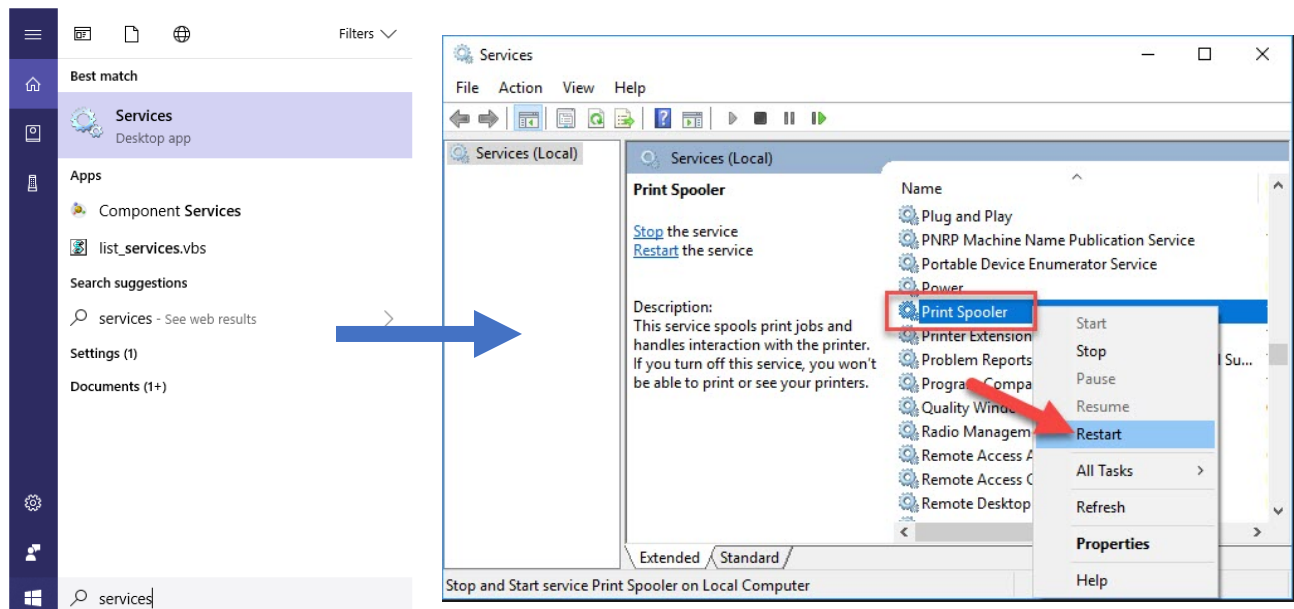 Filters
Best match
Services
Desktop app
Apps
Component Services
list_services.vbs
Search suggestions
services - See web results
Settings (1)
Documents (1+)
services
Services
File Action View Help
Services (Local)
Services (Local)
Print Spooler
Stop the service
Restart the service
Description:
This service spools print jobs and
handles interaction with the printer.
If you turn off this service, you won't
be able to print or see your printers.
Name
Plug and Play
PNRP Machine Name Publication Service
Portable Device Enumerator Service
Power
Print Spooler
Printer Extension
Problem Reports Su...
Program Compa
Quality Wind
Radio Managem
Remote Access A
Remote Access C
Remote Desktop
Start
Stop
Pause
Resume
Restart
All Tasks
Refresh
Properties
Help
Extended Standard
Stop and Start service Print Spooler on Local Computer